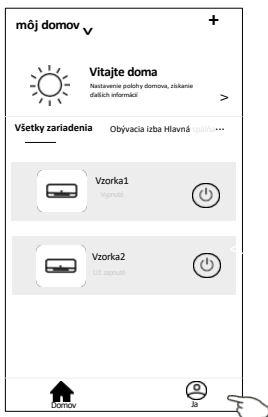 môj domov
+
Vitajte doma
Nastavenie polohy domova, získanie
ďalších informácií
>
Všetky zariadenia Obývacia izba Hlavná spálňa...
Vzorka1
Vypnuté
Vzorka2
Už zapnuté
Domov
Ja